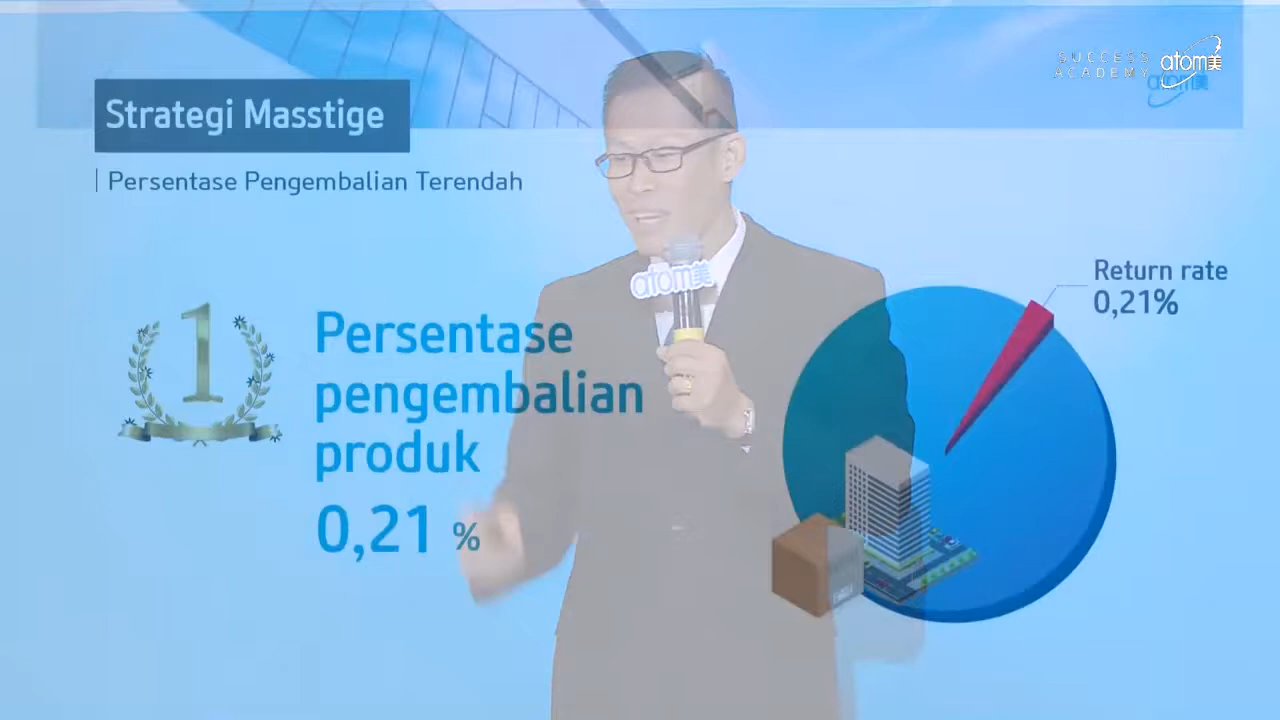 SUCCESS
ACADEMY
atom美
atom美
Strategi Masstige
Persentase Pengembalian Terendah
atom美
Return rate
0,21%
1
Persentase
pengembalian
produk
0,21 %